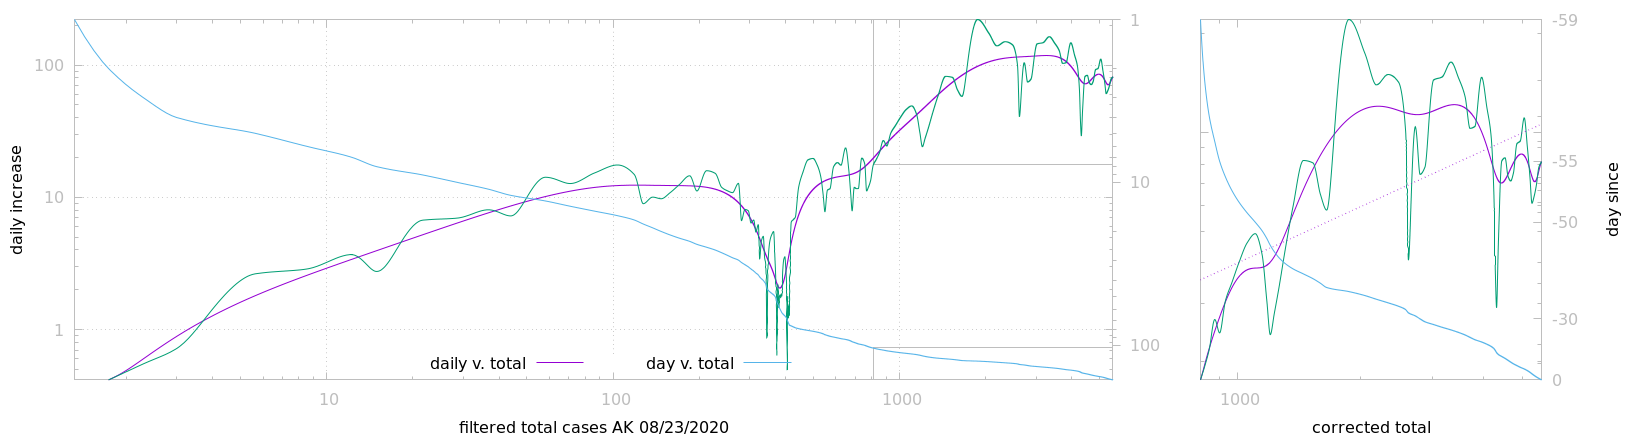 daily increase
100
10
1
10
100
1000
filtered total cases AK 08/23/2020
daily v. total
day v. total
1
10
100
1000
corrected total
-59
-55
-50
-30
0
day since